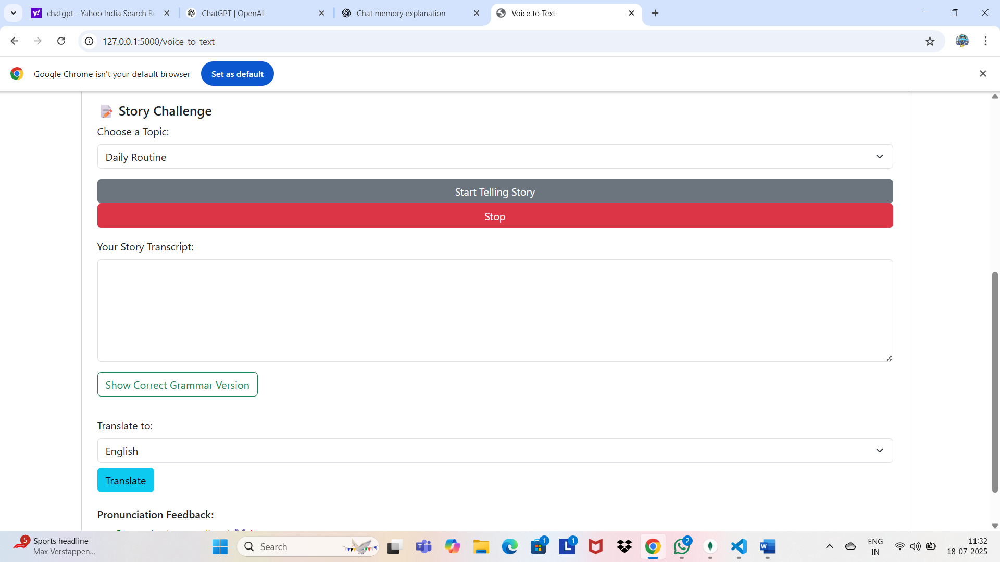 chatgpt - Yahoo India Search Re
ChatGPT | OpenAI
Chat memory explanation
Voice to Text
127.0.0.1:5000/voice-to-text
Google Chrome isn't your default browser
Set as default
Story Challenge
Choose a Topic:
Daily Routine
Start Telling Story
Stop
Your Story Transcript:
Show Correct Grammar Version
Translate to:
English
Translate
Pronunciation Feedback:
5
Sports headline
Max Verstappen...
Search
1
1
2
ENG
IN
11:32
18-07-2025